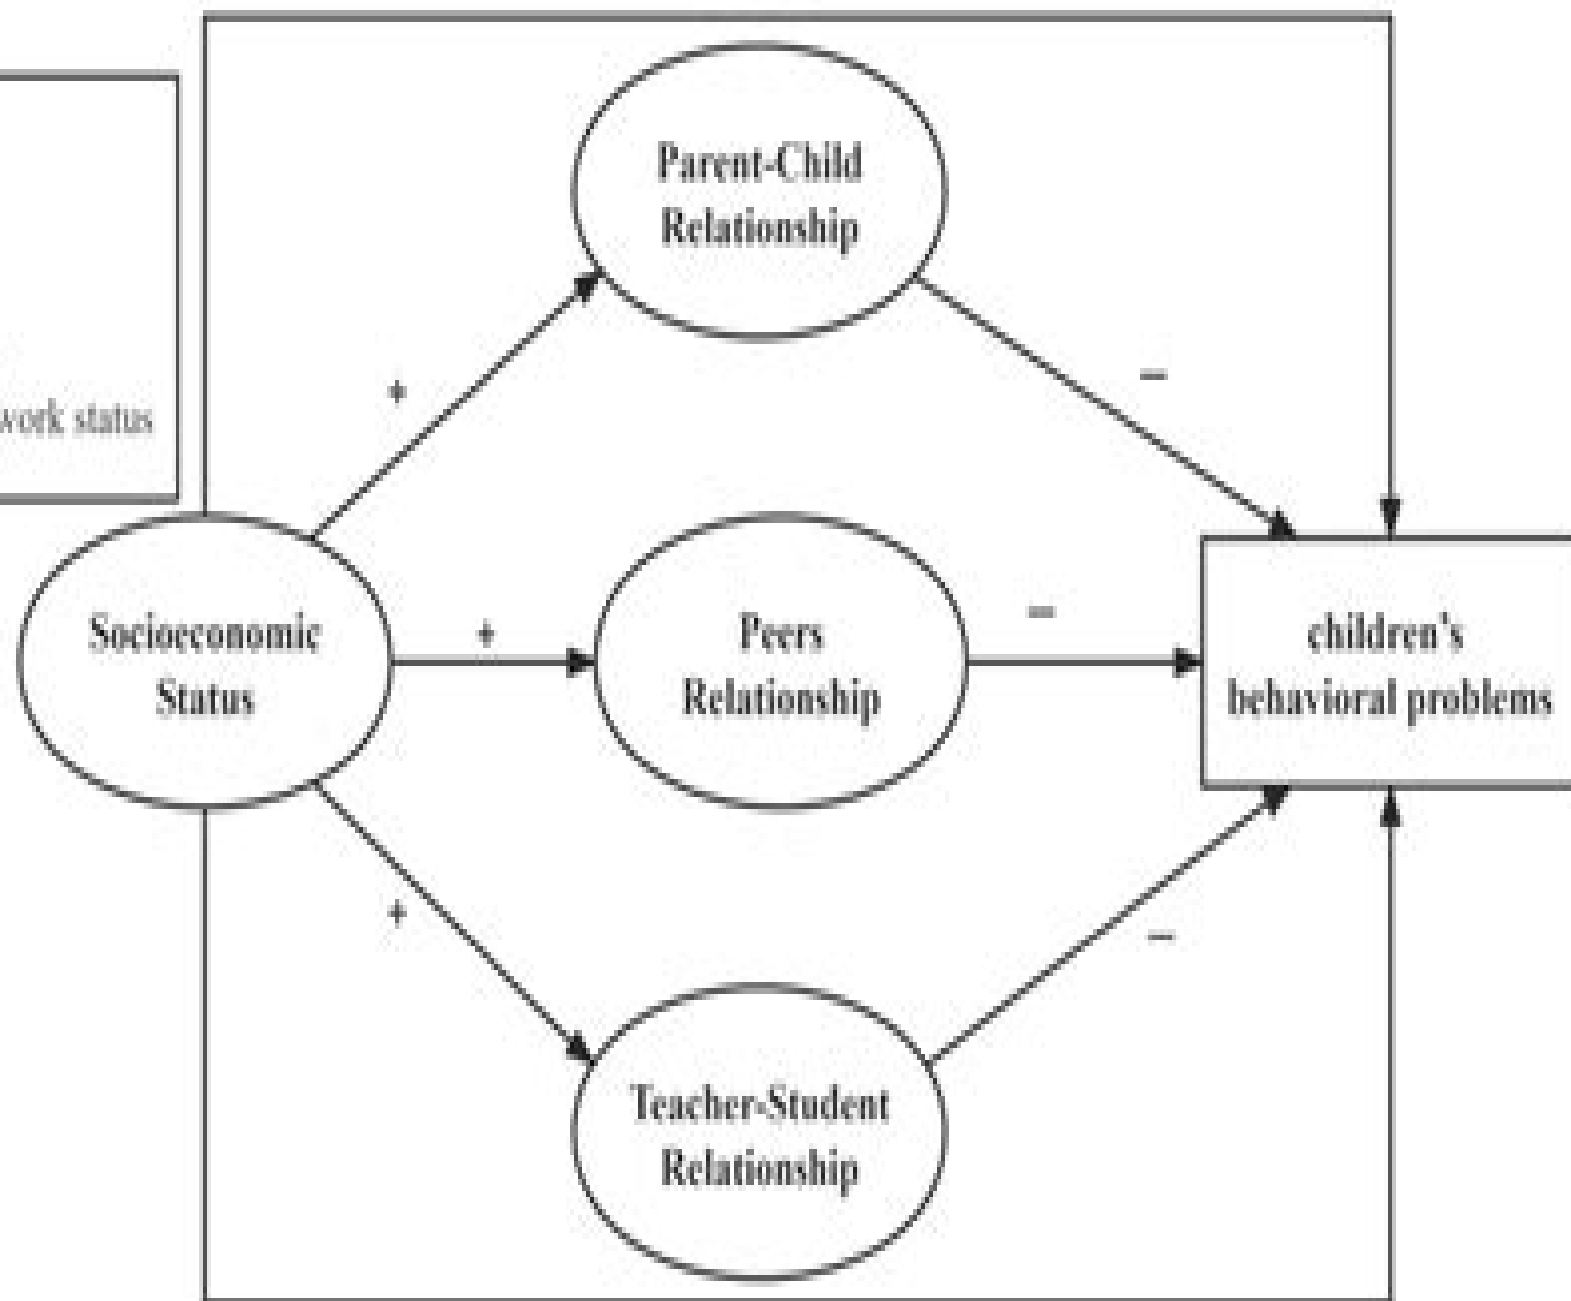 Parent-Child
Relationship
+
−
work status
Socioeconomic
Status
+
Peers
Relationship
−
children's
behavioral problems
+
−
Teacher-Student
Relationship